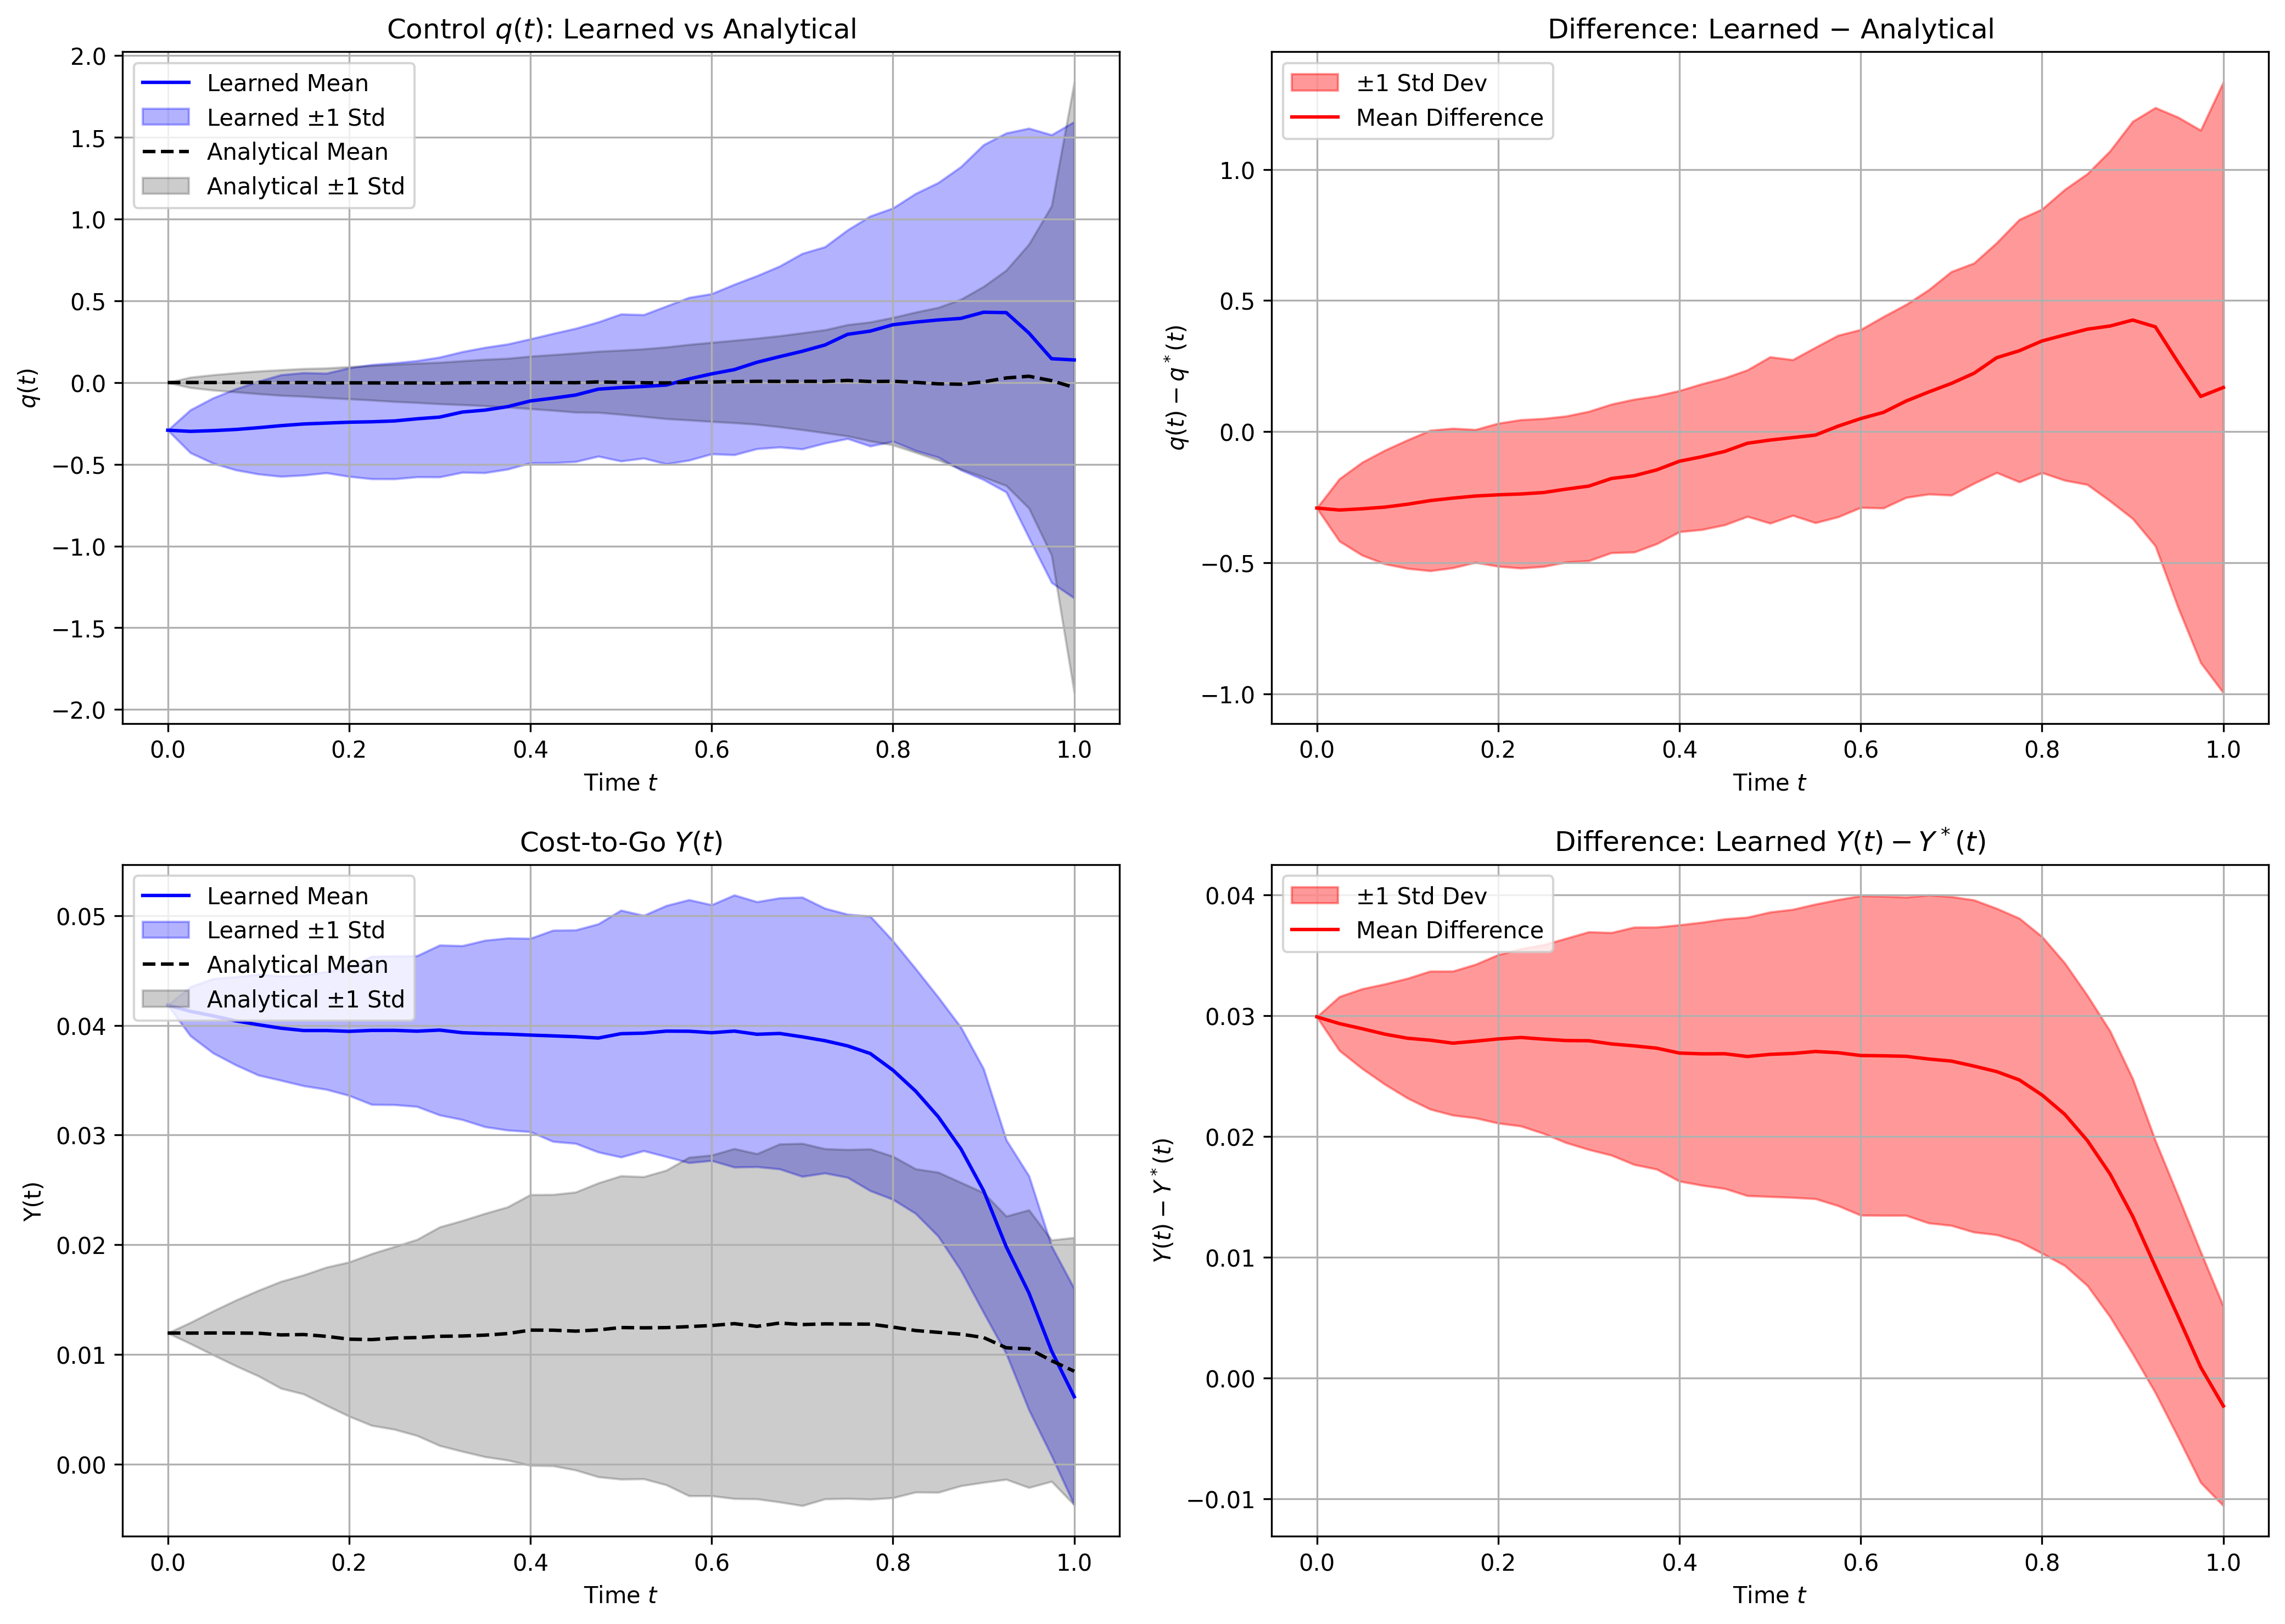 Control q(t): Learned vs Analytical
2.0
1.5
1.0
0.5
0.0
−0.5
−1.0
−1.5
−2.0
q(t)
Learned Mean
Learned ±1 Std
Analytical Mean
Analytical ±1 Std
0.0 0.2 0.4 0.6 0.8 1.0
Time t
Difference: Learned − Analytical
1.0
0.5
0.0
−0.5
−1.0
q(t) − q*(t)
±1 Std Dev
Mean Difference
0.0 0.2 0.4 0.6 0.8 1.0
Time t
Cost-to-Go Y(t)
0.05
0.04
0.03
0.02
0.01
0.00
Y(t)
Learned Mean
Learned ±1 Std
Analytical Mean
Analytical ±1 Std
0.0 0.2 0.4 0.6 0.8 1.0
Time t
Difference: Learned Y(t) − Y*(t)
0.04
0.03
0.02
0.01
0.00
−0.01
Y(t) − Y*(t)
±1 Std Dev
Mean Difference
0.0 0.2 0.4 0.6 0.8 1.0
Time t